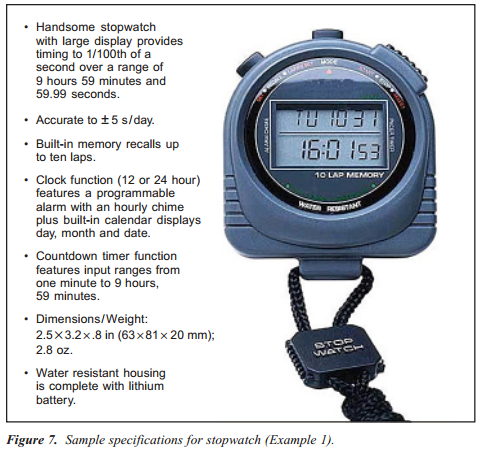 • Handsome stopwatch
with large display provides
timing to 1/100th of a
second over a range of
9 hours 59 minutes and
59.99 seconds.
• Accurate to ±5 s/day.
• Built-in memory recalls up
to ten laps.
• Clock function (12 or 24 hour)
features a programmable
alarm with an hourly chime
plus built-in calendar displays
day, month and date.
• Countdown timer function
features input ranges from
one minute to 9 hours,
59 minutes.
• Dimensions/Weight:
2.5×3.2×.8 in (63×81×20 mm);
2.8 oz.
• Water resistant housing
is complete with lithium
battery.
MODE
TU 10 31
16:01 53
10 LAP MEMORY
WATER RESISTANT
STOP
WATCH
Figure 7. Sample specifications for stopwatch (Example 1).